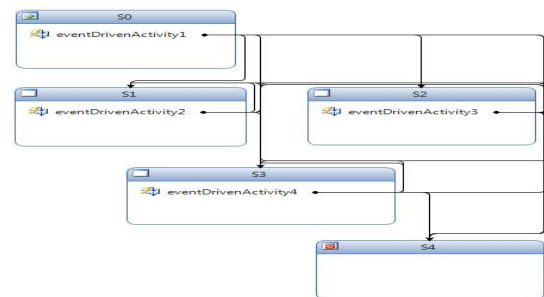 S0
eventDrivenActivity1
S1
eventDrivenActivity2
S2
eventDrivenActivity3
S3
eventDrivenActivity4
S4